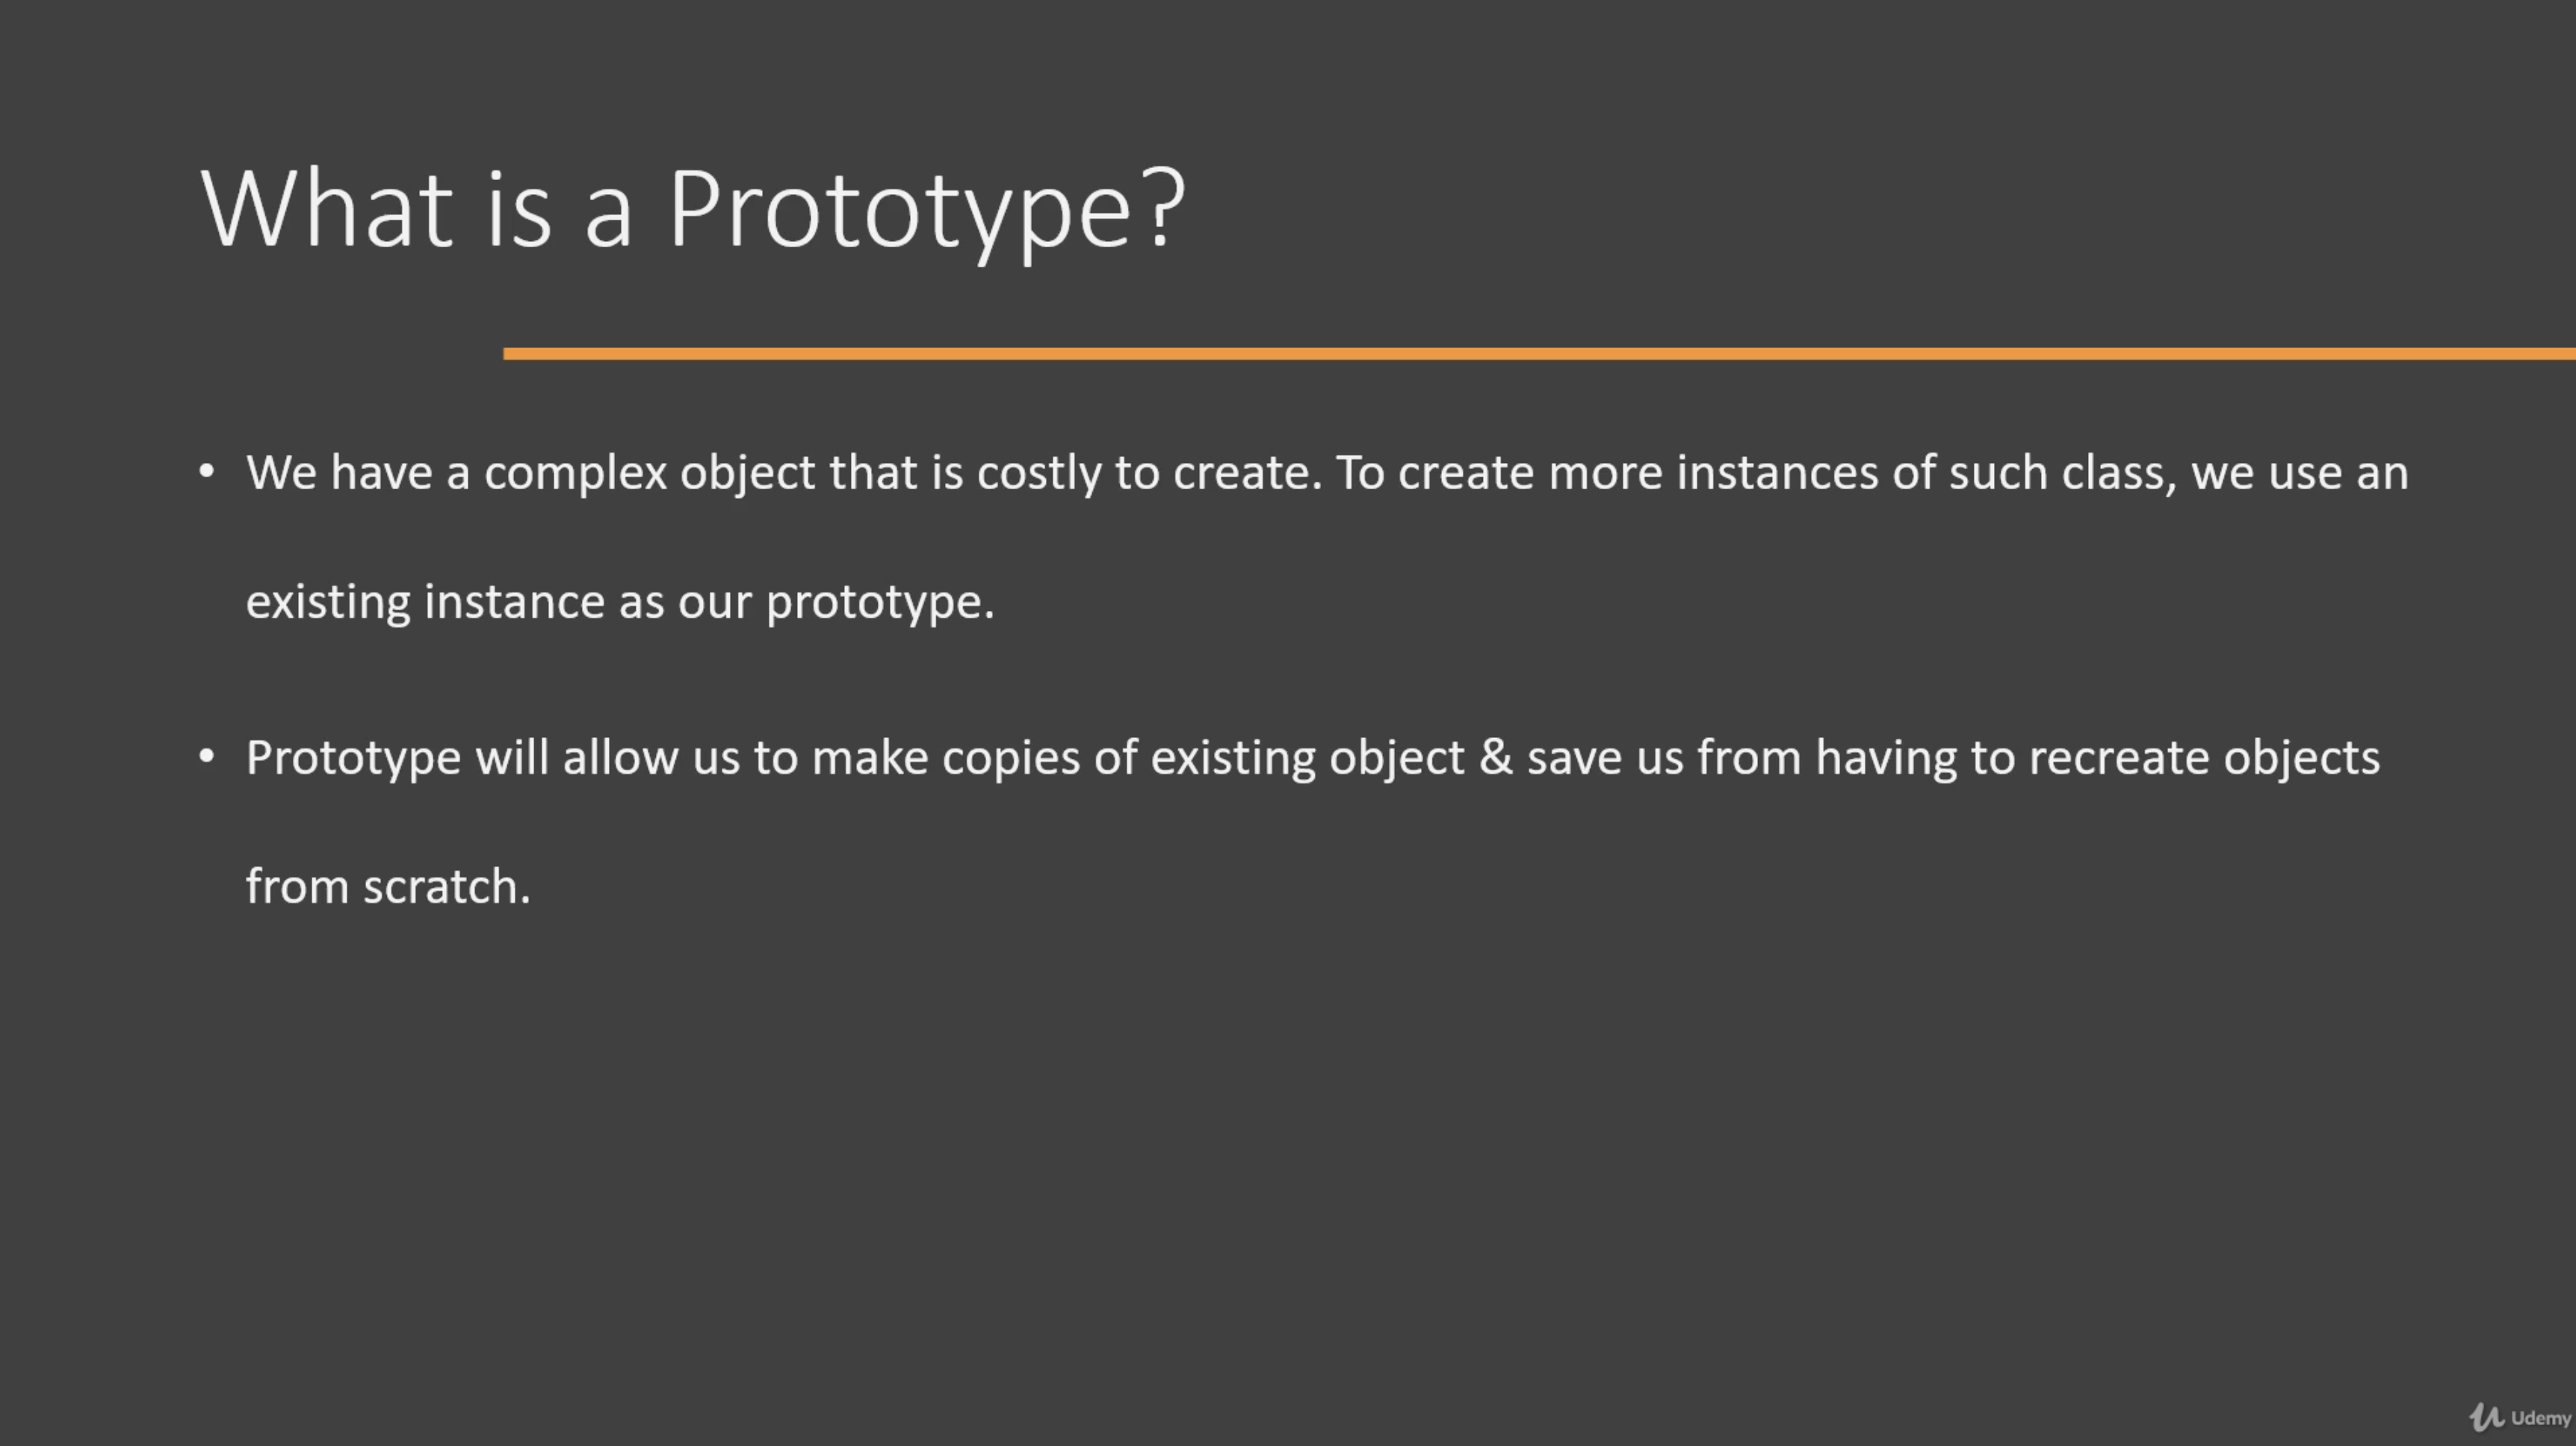 What is a Prototype?
• We have a complex object that is costly to create. To create more instances of such class, we use an
existing instance as our prototype.
• Prototype will allow us to make copies of existing object & save us from having to recreate objects
from scratch.
Udemy